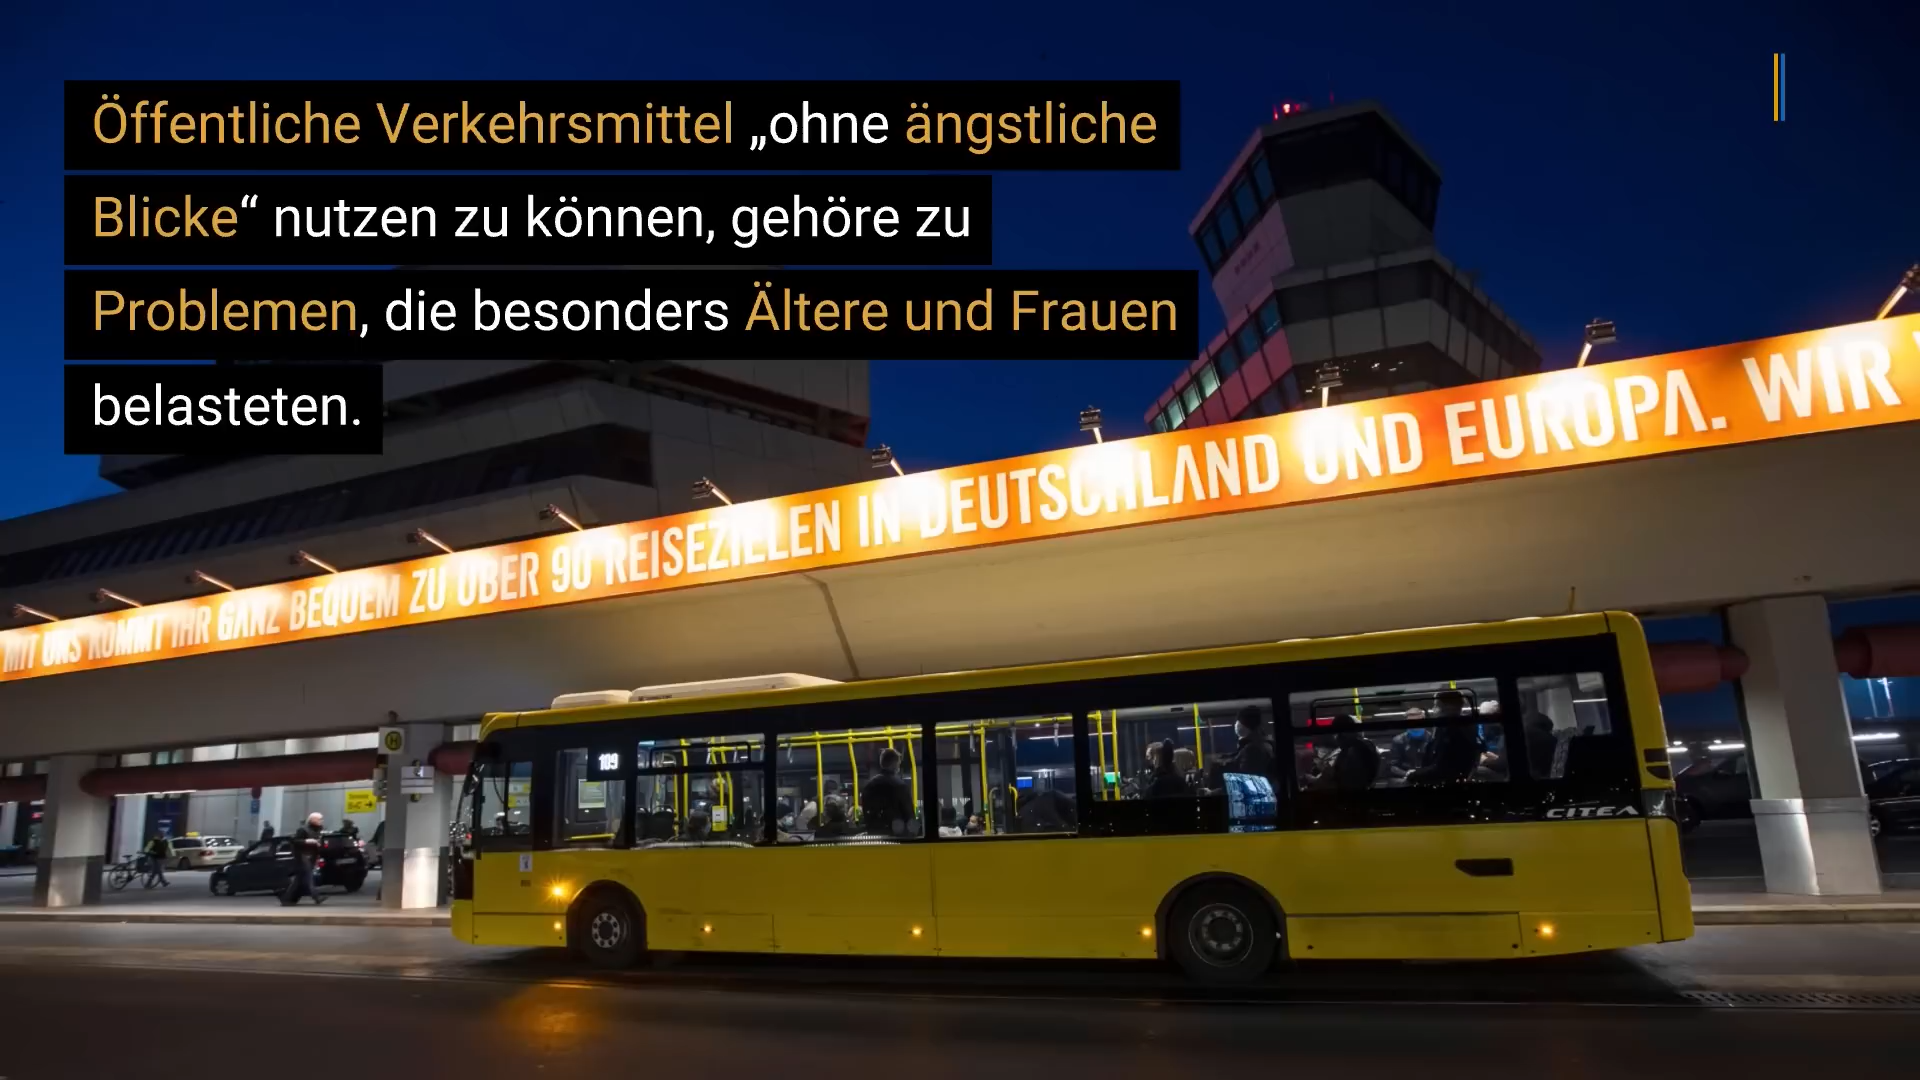 Öffentliche Verkehrsmittel „ohne ängstliche
Blicke“ nutzen zu können, gehöre zu
Problemen, die besonders Ältere und Frauen
belasteten.
MIT UNS KOMMT IHR GANZ BEQUEM ZU ÜBER 90 REISEZIELEN IN DEUTSCHLAND UND EUROPA. WIR
H
109
CITEA